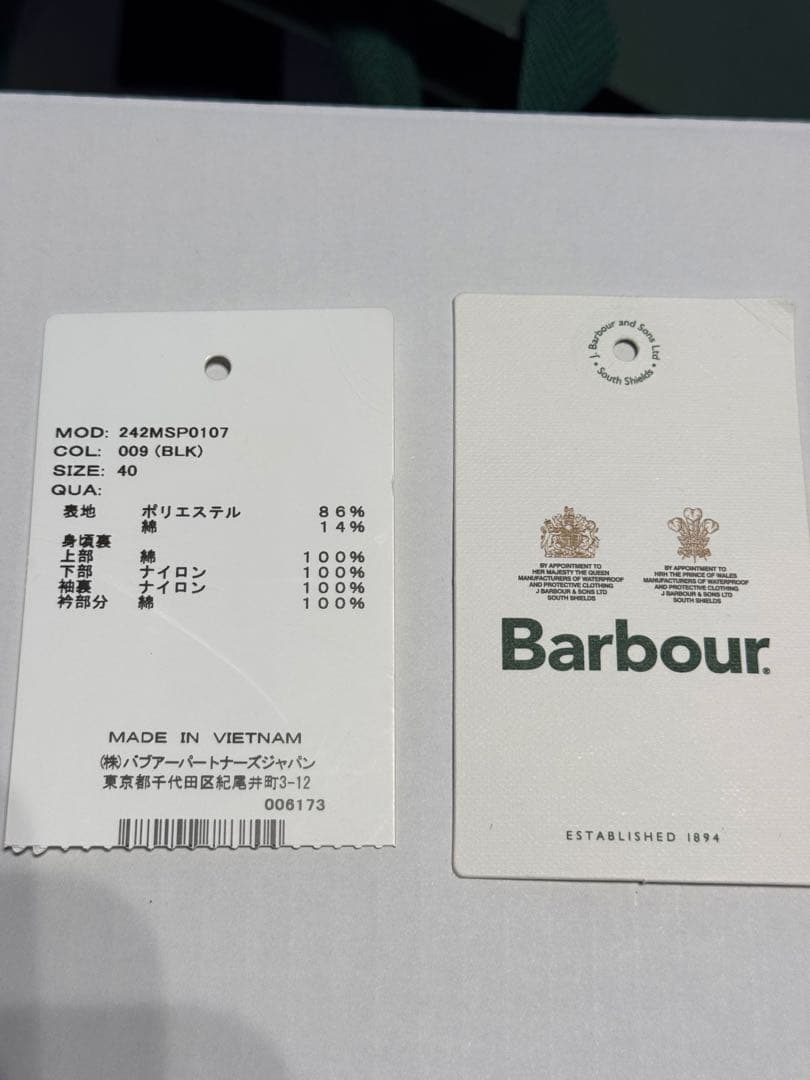 MOD: 242MSP0107
COL: 009 (BLK)
SIZE: 40
QUA:
表地 ポリエステル 86%
綿 14%
身頃裏
上部 綿 100%
下部 ナイロン 100%
袖裏 ナイロン 100%
衿部分 綿 100%
MADE IN VIETNAM
(株)バブアーパートナーズジャパン
東京都千代田区紀尾井町3-12
006173
J. Barbour and Sons Ltd
• South Shields •
BY APPOINTMENT TO
HER MAJESTY THE QUEEN
MANUFACTURERS OF WATERPROOF
AND PROTECTIVE CLOTHING
J BARBOUR & SONS LTD
SOUTH SHIELDS
BY APPOINTMENT TO
HRH THE PRINCE OF WALES
MANUFACTURERS OF WATERPROOF
AND PROTECTIVE CLOTHING
J BARBOUR & SONS LTD
SOUTH SHIELDS
Barbour®
ESTABLISHED 1894